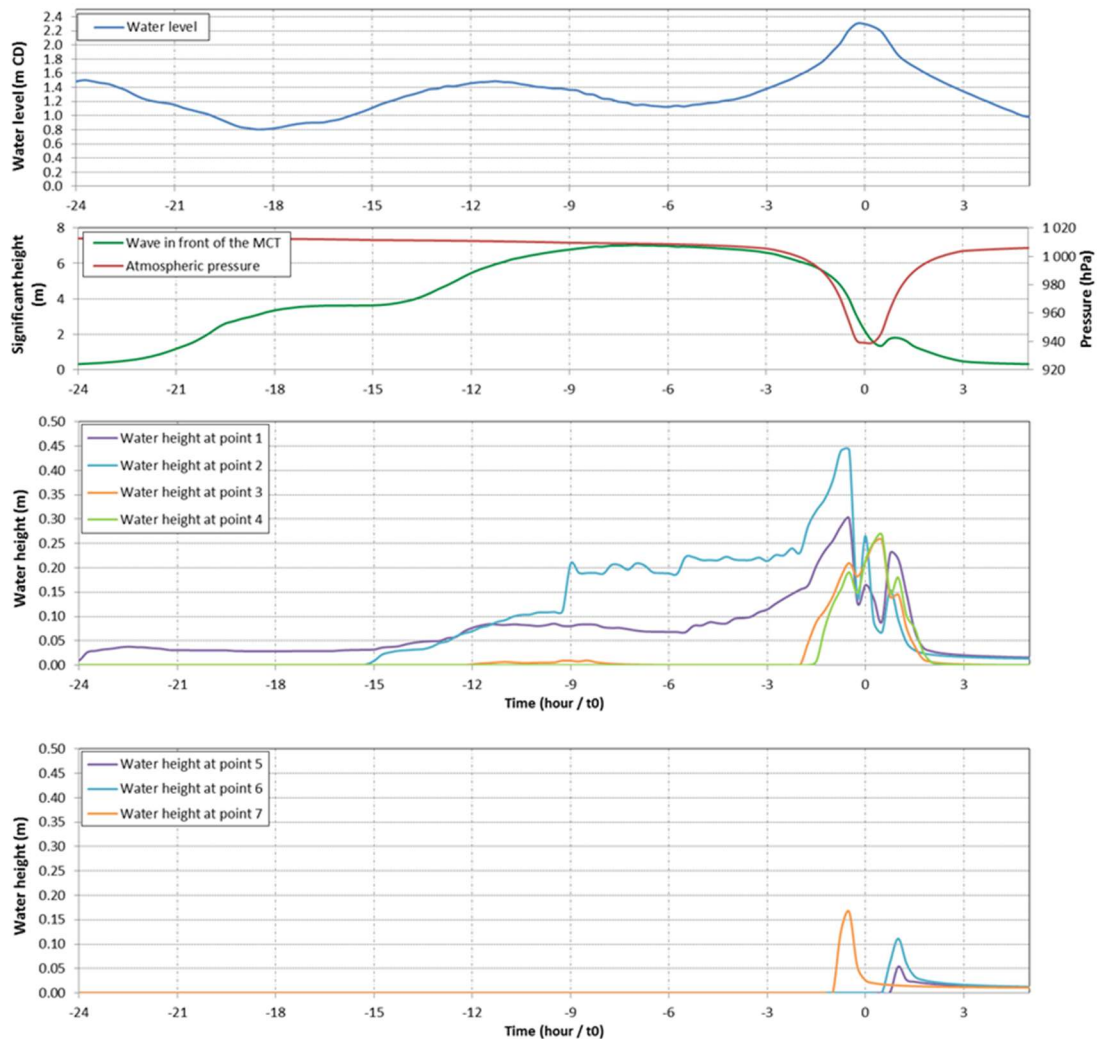 Water level (m CD)
2.4
2.2
2.0
1.8
1.6
1.4
1.2
1.0
0.8
0.6
0.4
0.2
0.0
Water level
-24 -21 -18 -15 -12 -9 -6 -3 0 3
Significant height
(m)
8
6
4
2
0
Wave in front of the MCT
Atmospheric pressure
1 020
1 000
980
960
940
920
Pressure (hPa)
-24 -21 -18 -15 -12 -9 -6 -3 0 3
Water height (m)
0.50
0.45
0.40
0.35
0.30
0.25
0.20
0.15
0.10
0.05
0.00
Water height at point 1
Water height at point 2
Water height at point 3
Water height at point 4
-24 -21 -18 -15 -12 -9 -6 -3 0 3
Time (hour / t0)
Water height (m)
0.50
0.45
0.40
0.35
0.30
0.25
0.20
0.15
0.10
0.05
0.00
Water height at point 5
Water height at point 6
Water height at point 7
-24 -21 -18 -15 -12 -9 -6 -3 0 3
Time (hour / t0)